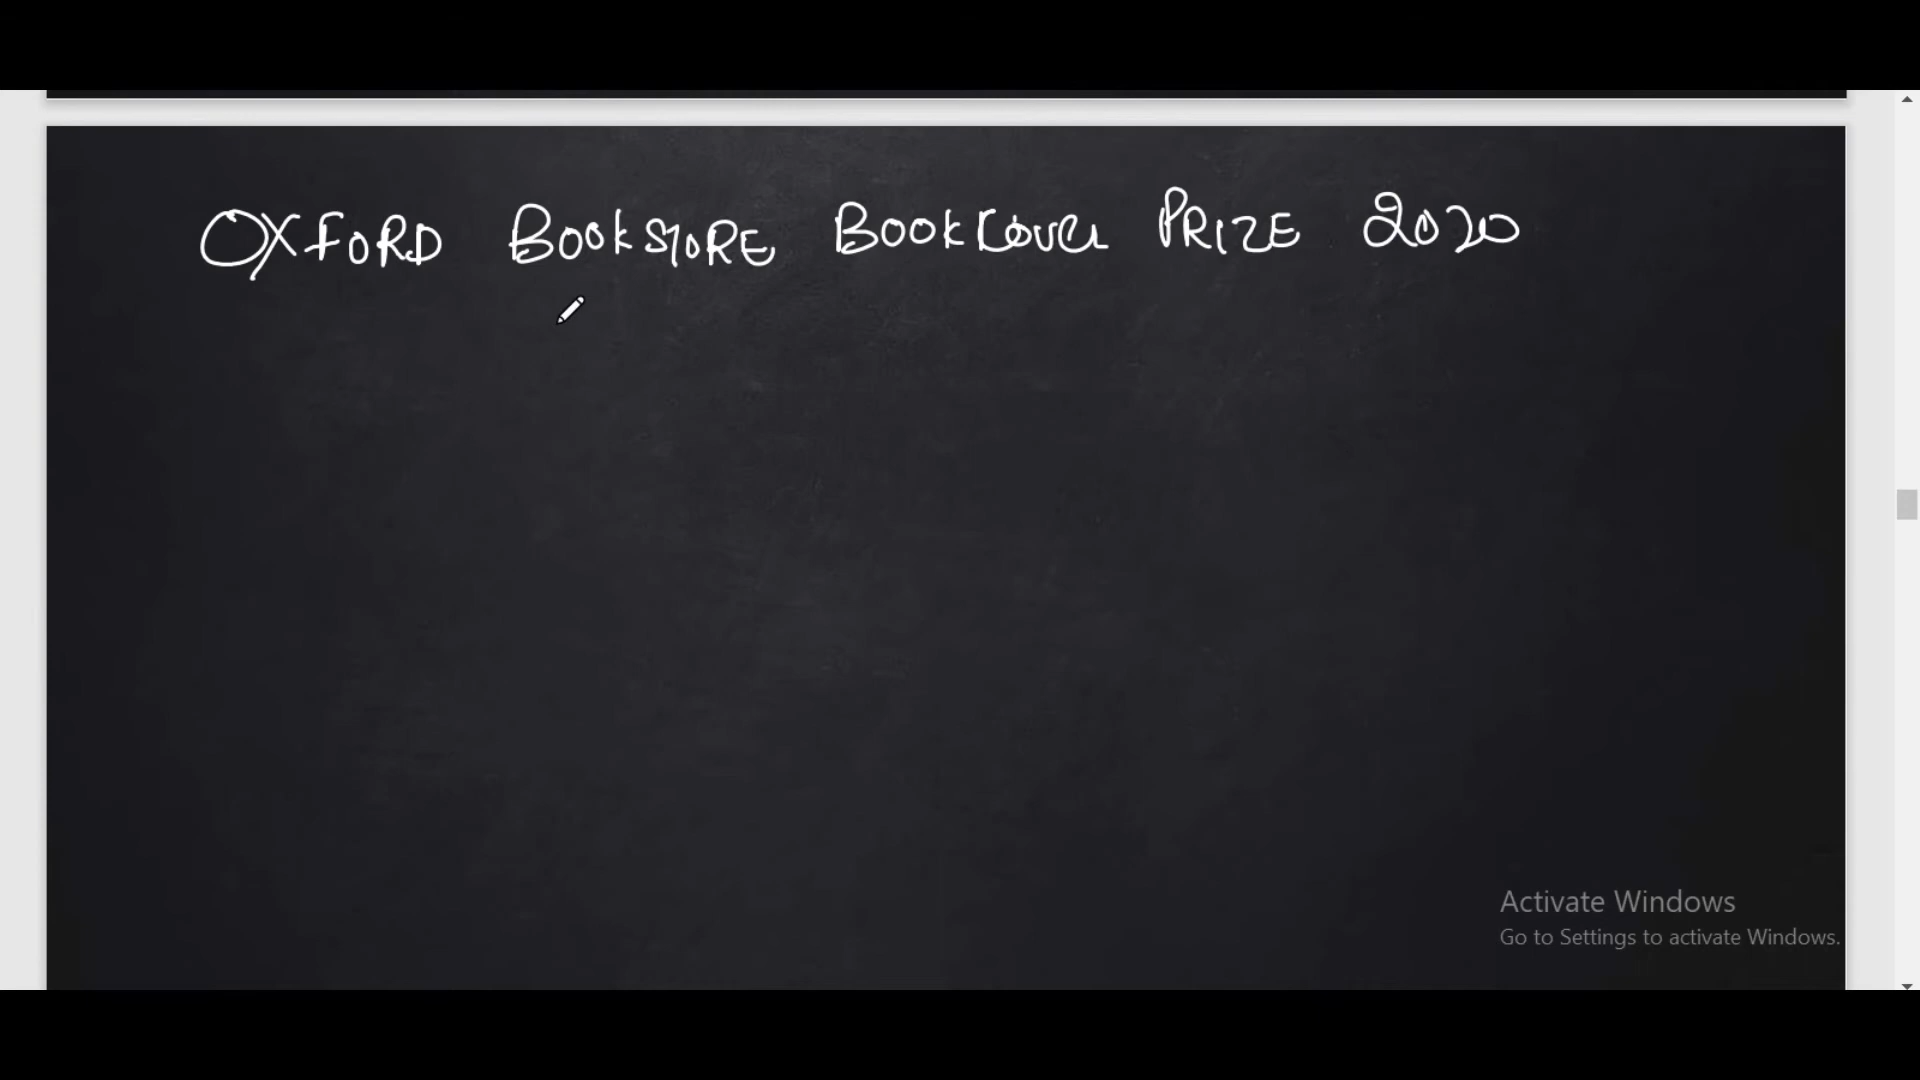 OXFORD BOOKSTORE BOOKCOVER PRIZE 2020
Activate Windows
Go to Settings to activate Windows.